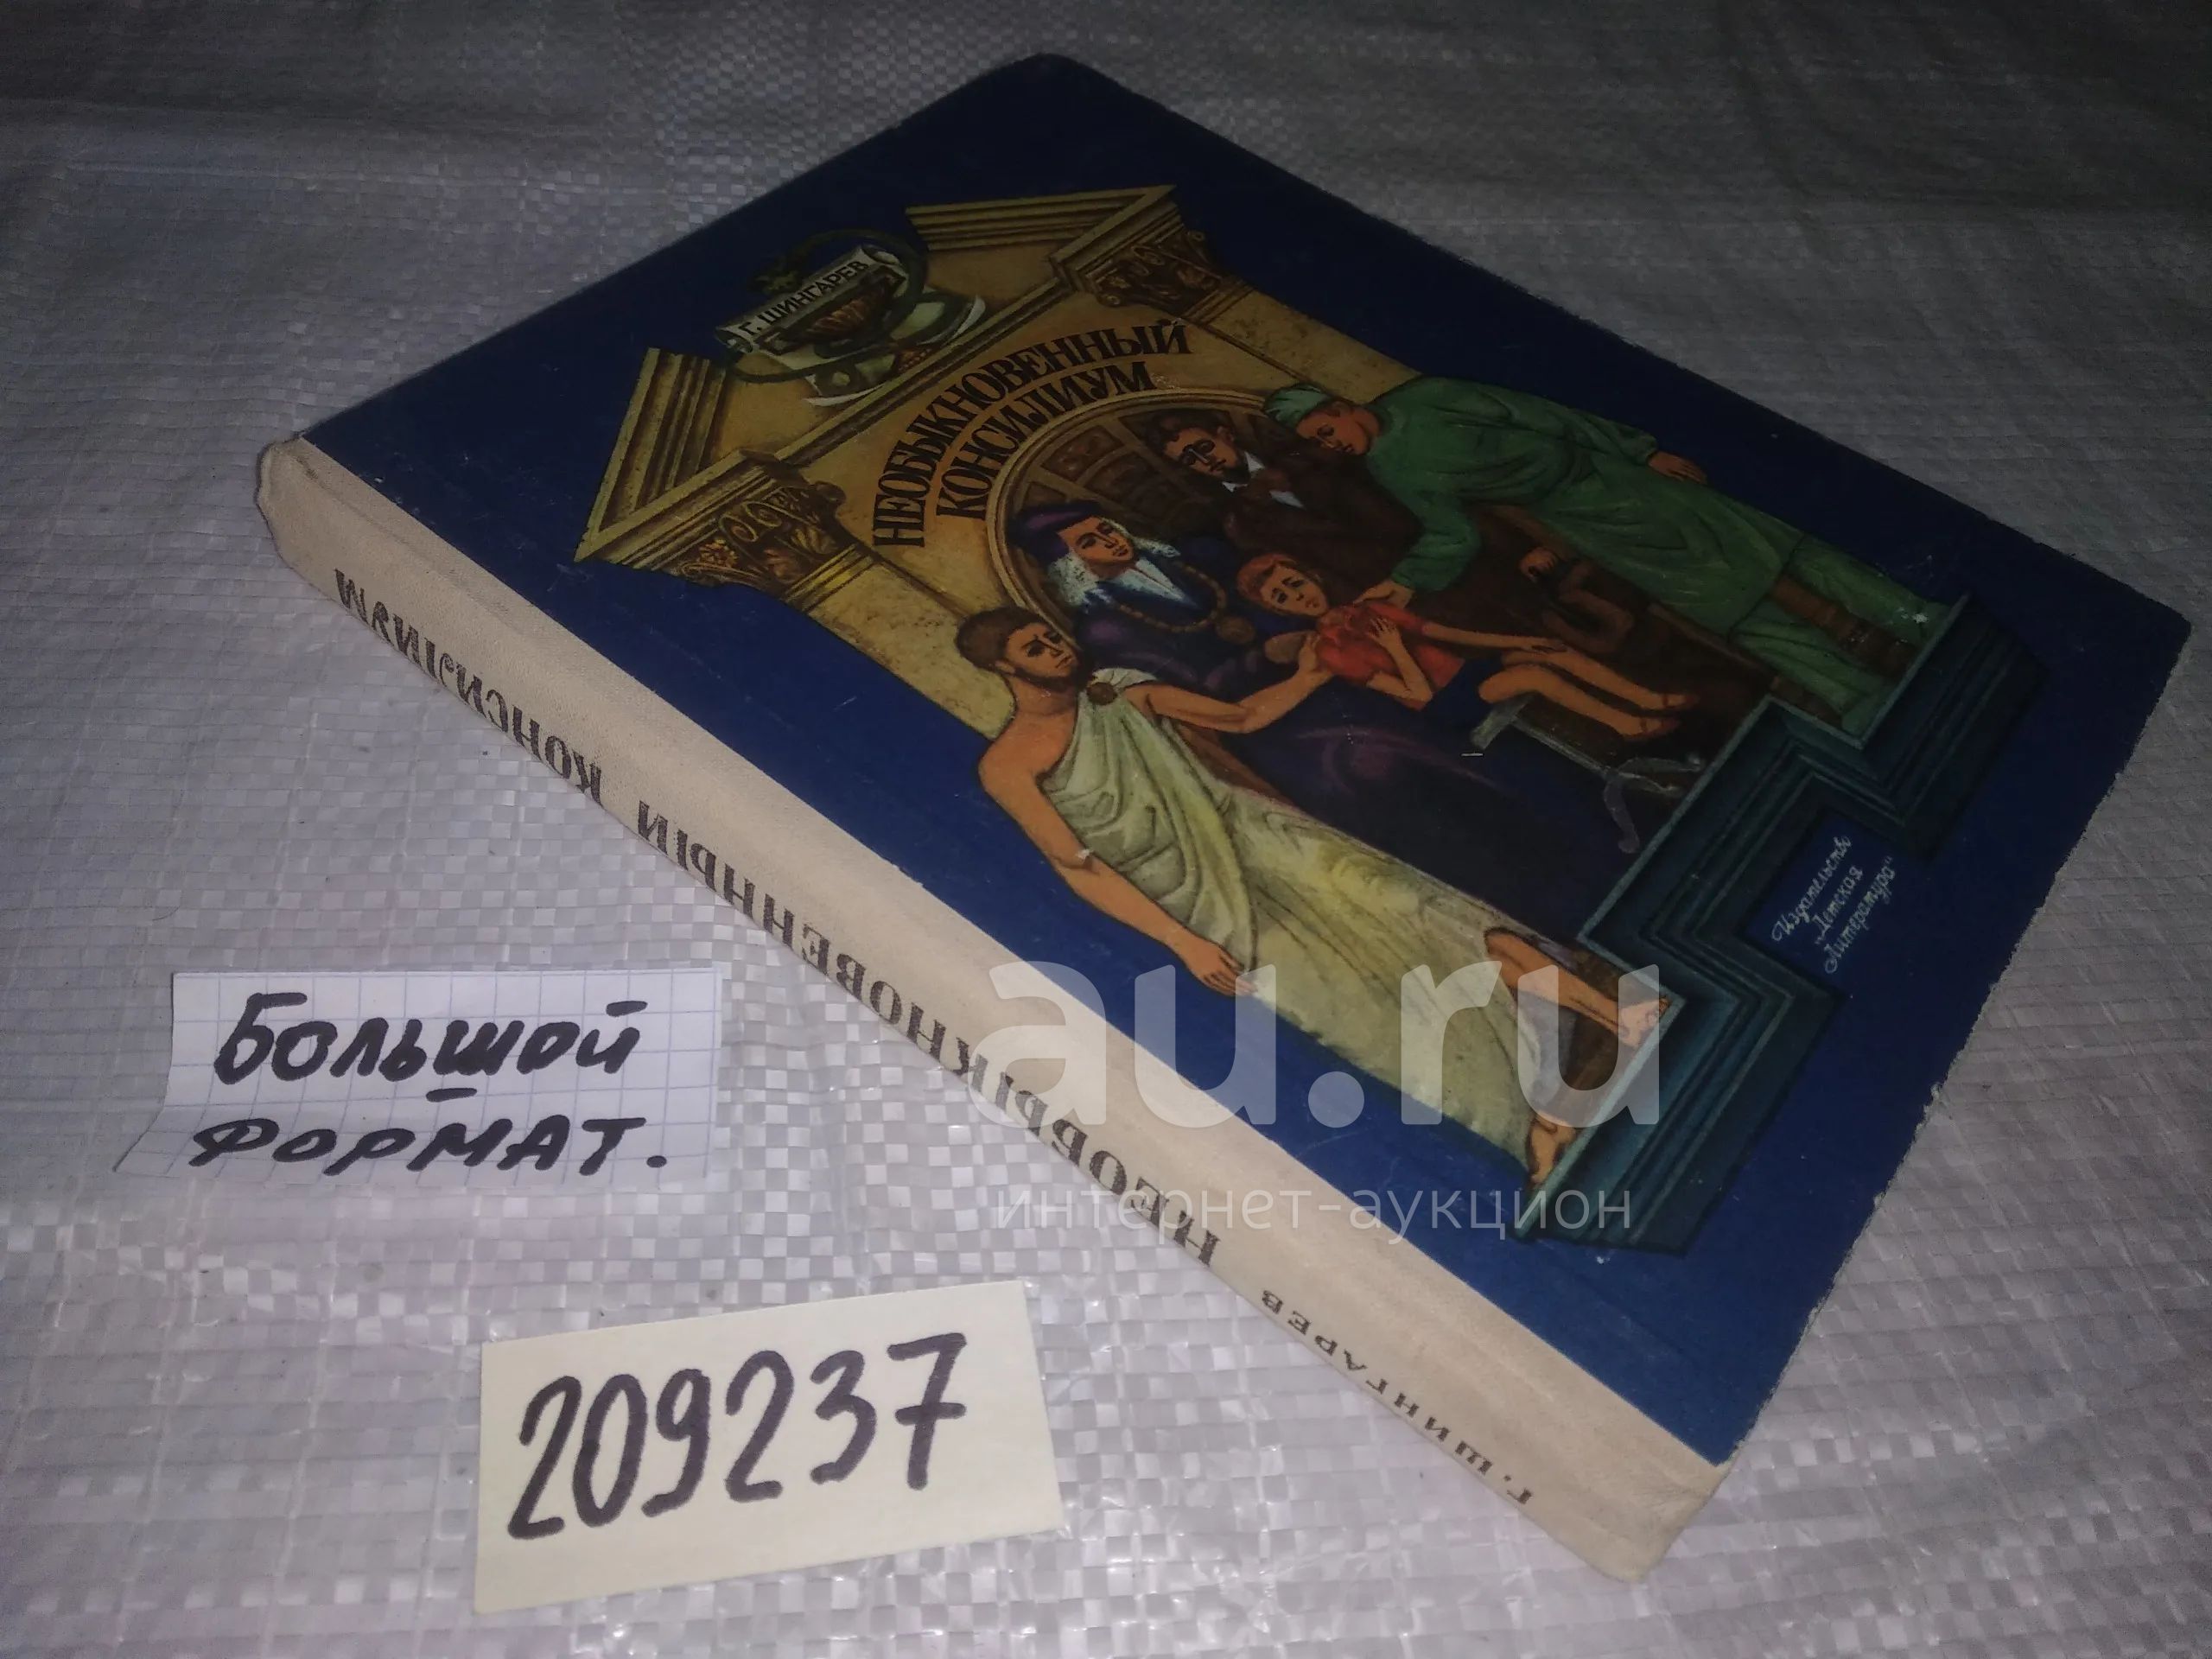 Г. ШИНГАРЕВ
НЕОБЫКНОВЕННЫЙ
КОНСИЛИУМ
Издательство
"Детская
Литература"
Г. ШИНГАРЕВ НЕОБЫКНОВЕННЫЙ КОНСИЛИУМ
БОЛЬШОЙ
ФОРМАТ.
209237
au.ru
интернет-аукцион